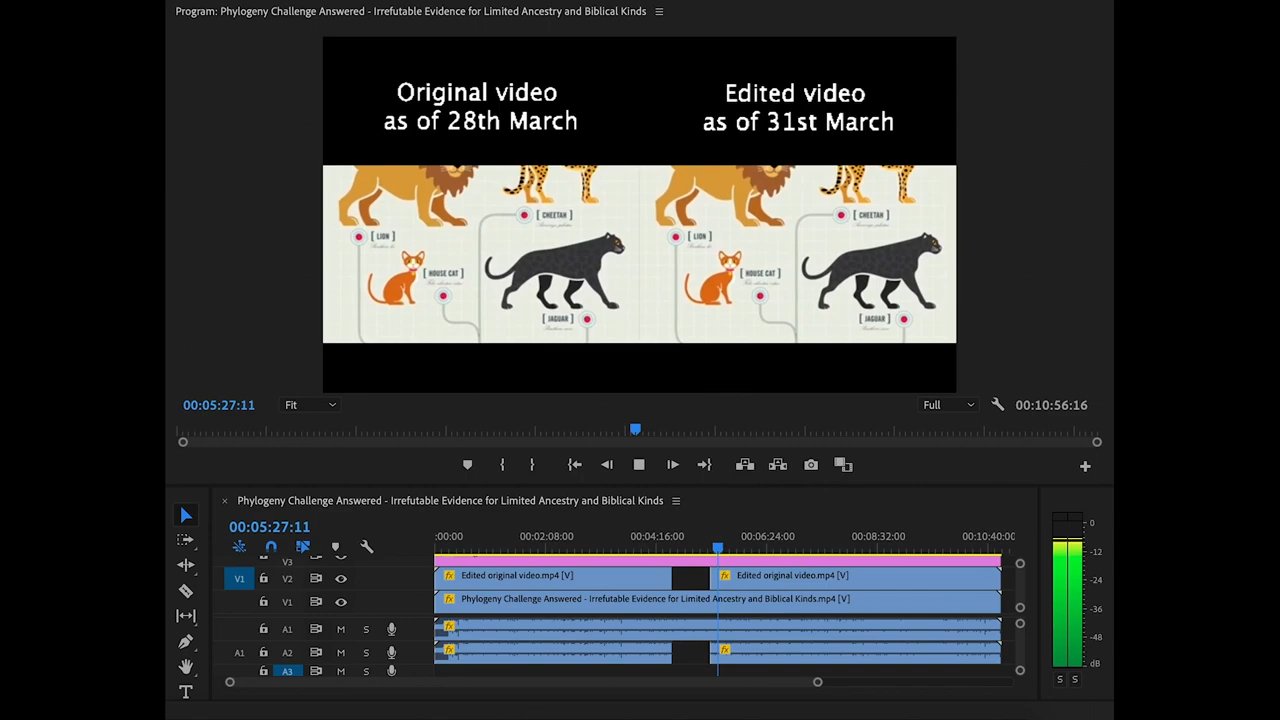 Program: Phylogeny Challenge Answered - Irrefutable Evidence for Limited Ancestry and Biblical Kinds
Original video
as of 28th March
Edited video
as of 31st March
[ CHEETAH ]
[ LION ]
[ HOUSE CAT ]
[ JAGUAR ]
[ CHEETAH ]
[ LION ]
[ HOUSE CAT ]
[ JAGUAR ]
00:05:27:11
Fit
Full
00:10:56:16
× Phylogeny Challenge Answered - Irrefutable Evidence for Limited Ancestry and Biblical Kinds
00:05:27:11
:00:00 00:02:08:00 00:04:16:00 00:06:24:00 00:08:32:00 00:10:40:00
V3
V1 V2 fx Edited original video.mp4 [V] fx Edited original video.mp4 [V]
V1 fx Phylogeny Challenge Answered - Irrefutable Evidence for Limited Ancestry and Biblical Kinds.mp4 [V]
A1 M S fx
A1 A2 M S fx fx
A3 M S
T
0
-12
-24
-36
-48
dB
S S